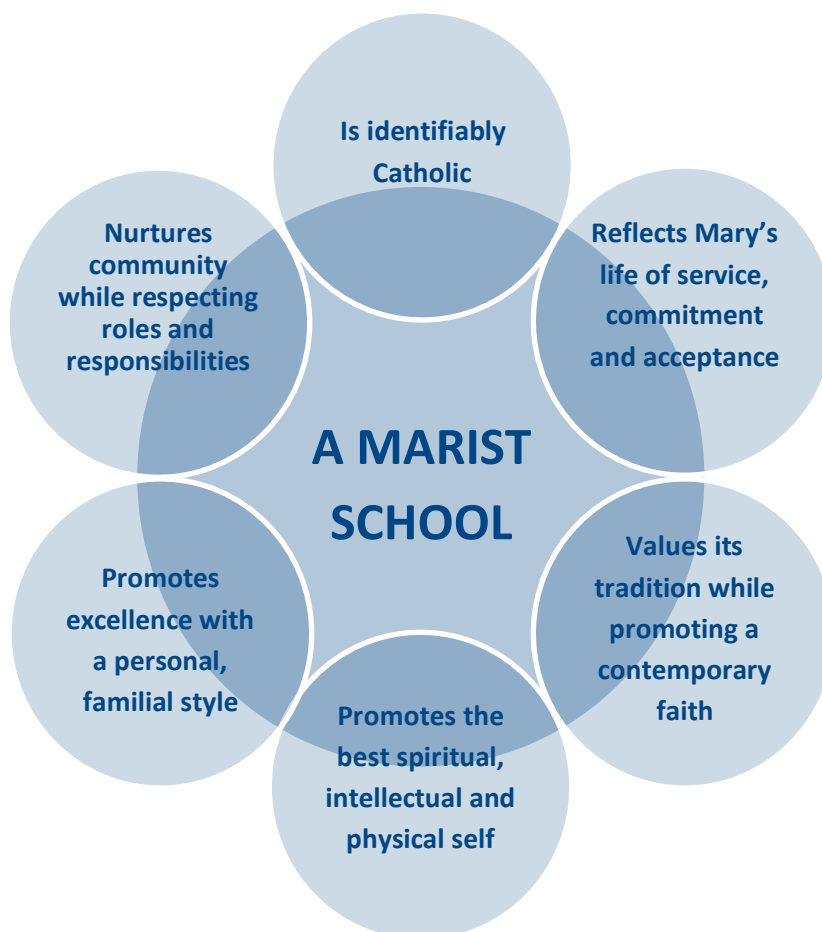 Is identifiably
Catholic
Reflects Mary’s
life of service,
commitment
and acceptance
Values its
tradition while
promoting a
contemporary
faith
Promotes the
best spiritual,
intellectual and
physical self
Promotes
excellence with
a personal,
familial style
Nurtures
community
while respecting
roles and
responsibilities
A MARIST
SCHOOL